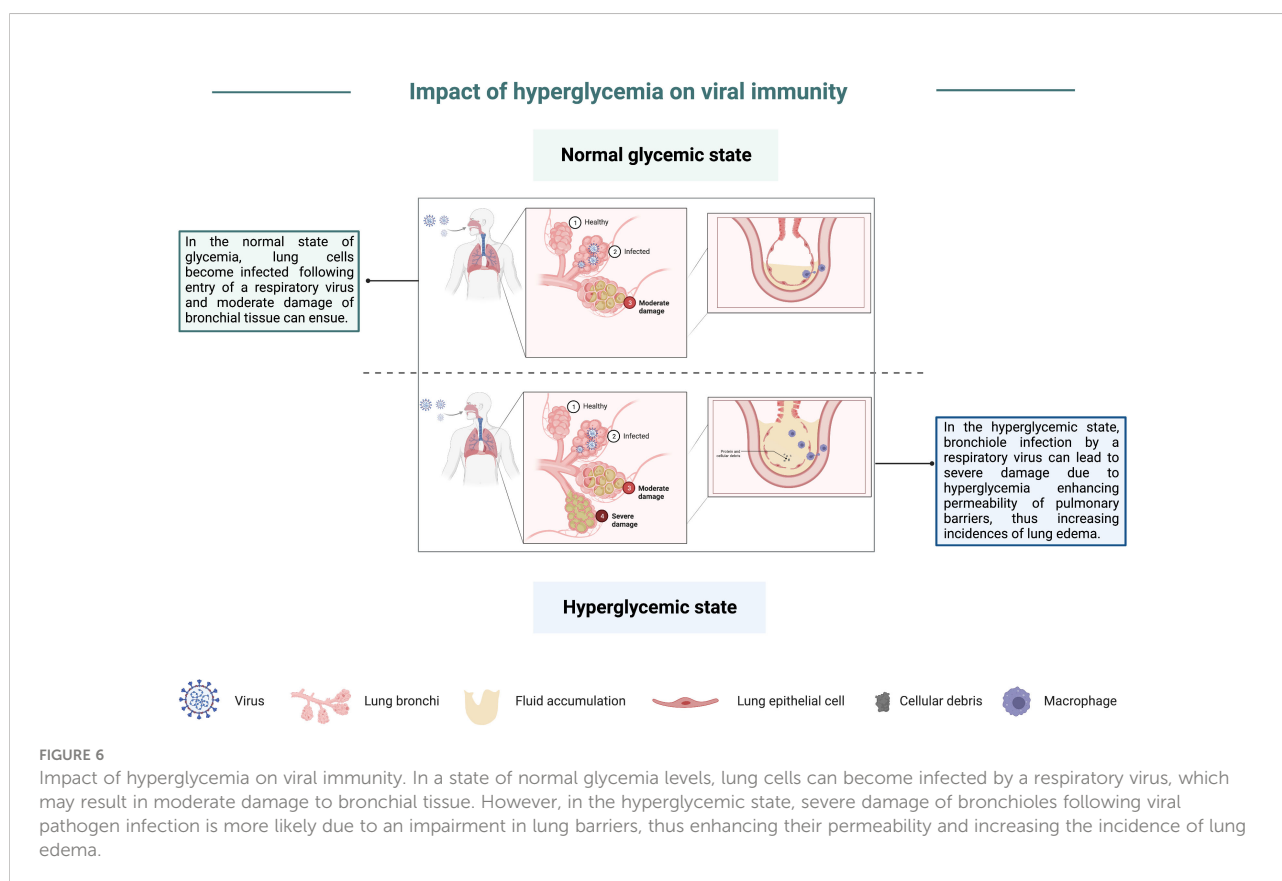 Impact of hyperglycemia on viral immunity
Normal glycemic state
In the normal state of
glycemia, lung cells
become infected following
entry of a respiratory virus
and moderate damage of
bronchial tissue can ensue.
1 Healthy
2 Infected
3 Moderate
damage
1 Healthy
2 Infected
3 Moderate
damage
4 Severe
damage
Protein and
cellular debris
In the hyperglycemic state,
bronchiole infection by a
respiratory virus can lead to
severe damage due to
hyperglycemia enhancing
permeability of pulmonary
barriers, thus increasing
incidences of lung edema.
Hyperglycemic state
Virus
Lung bronchi
Fluid accumulation
Lung epithelial cell
Cellular debris
Macrophage
FIGURE 6
Impact of hyperglycemia on viral immunity. In a state of normal glycemia levels, lung cells can become infected by a respiratory virus, which
may result in moderate damage to bronchial tissue. However, in the hyperglycemic state, severe damage of bronchioles following viral
pathogen infection is more likely due to an impairment in lung barriers, thus enhancing their permeability and increasing the incidence of lung
edema.